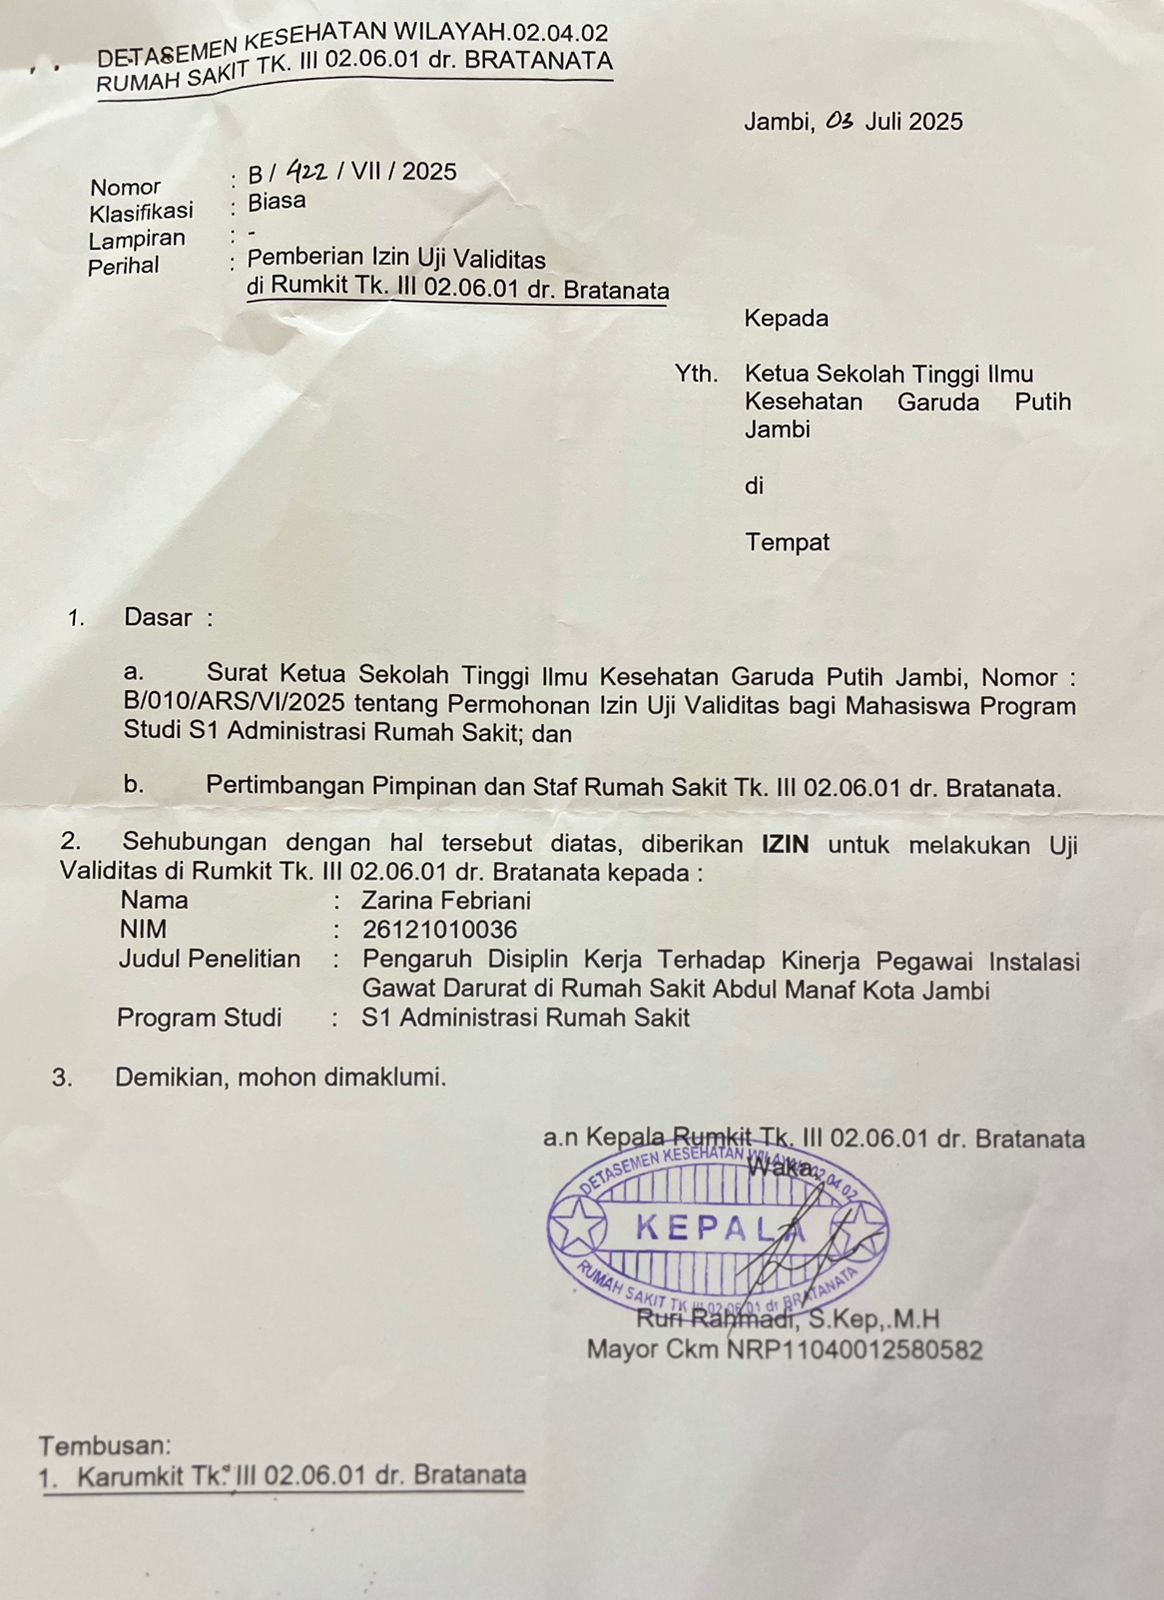 DETASEMEN KESEHATAN WILAYAH.02.04.02
RUMAH SAKIT TK. III 02.06.01 dr. BRATANATA
Jambi, 03 Juli 2025
Nomor : B / 422 / VII / 2025
Klasifikasi : Biasa
Lampiran : -
Perihal : Pemberian Izin Uji Validitas
di Rumkit Tk. III 02.06.01 dr. Bratanata
Kepada
Yth. Ketua Sekolah Tinggi Ilmu
Kesehatan Garuda Putih
Jambi
di
Tempat
1. Dasar :
a. Surat Ketua Sekolah Tinggi Ilmu Kesehatan Garuda Putih Jambi, Nomor :
B/010/ARS/VI/2025 tentang Permohonan Izin Uji Validitas bagi Mahasiswa Program
Studi S1 Administrasi Rumah Sakit; dan
b. Pertimbangan Pimpinan dan Staf Rumah Sakit Tk. III 02.06.01 dr. Bratanata.
2. Sehubungan dengan hal tersebut diatas, diberikan IZIN untuk melakukan Uji
Validitas di Rumkit Tk. III 02.06.01 dr. Bratanata kepada :
Nama : Zarina Febriani
NIM : 26121010036
Judul Penelitian : Pengaruh Disiplin Kerja Terhadap Kinerja Pegawai Instalasi
Gawat Darurat di Rumah Sakit Abdul Manaf Kota Jambi
Program Studi : S1 Administrasi Rumah Sakit
3. Demikian, mohon dimaklumi.
a.n Kepala Rumkit Tk. III 02.06.01 dr. Bratanata
Waka,
DETASEMEN KESEHATAN WILAYAH 02.04.02
KEPALA
RUMAH SAKIT TK III 02.06.01 dr BRATANATA
Ruri Rahmadi, S.Kep,.M.H
Mayor Ckm NRP11040012580582
Tembusan:
1. Karumkit Tk. III 02.06.01 dr. Bratanata